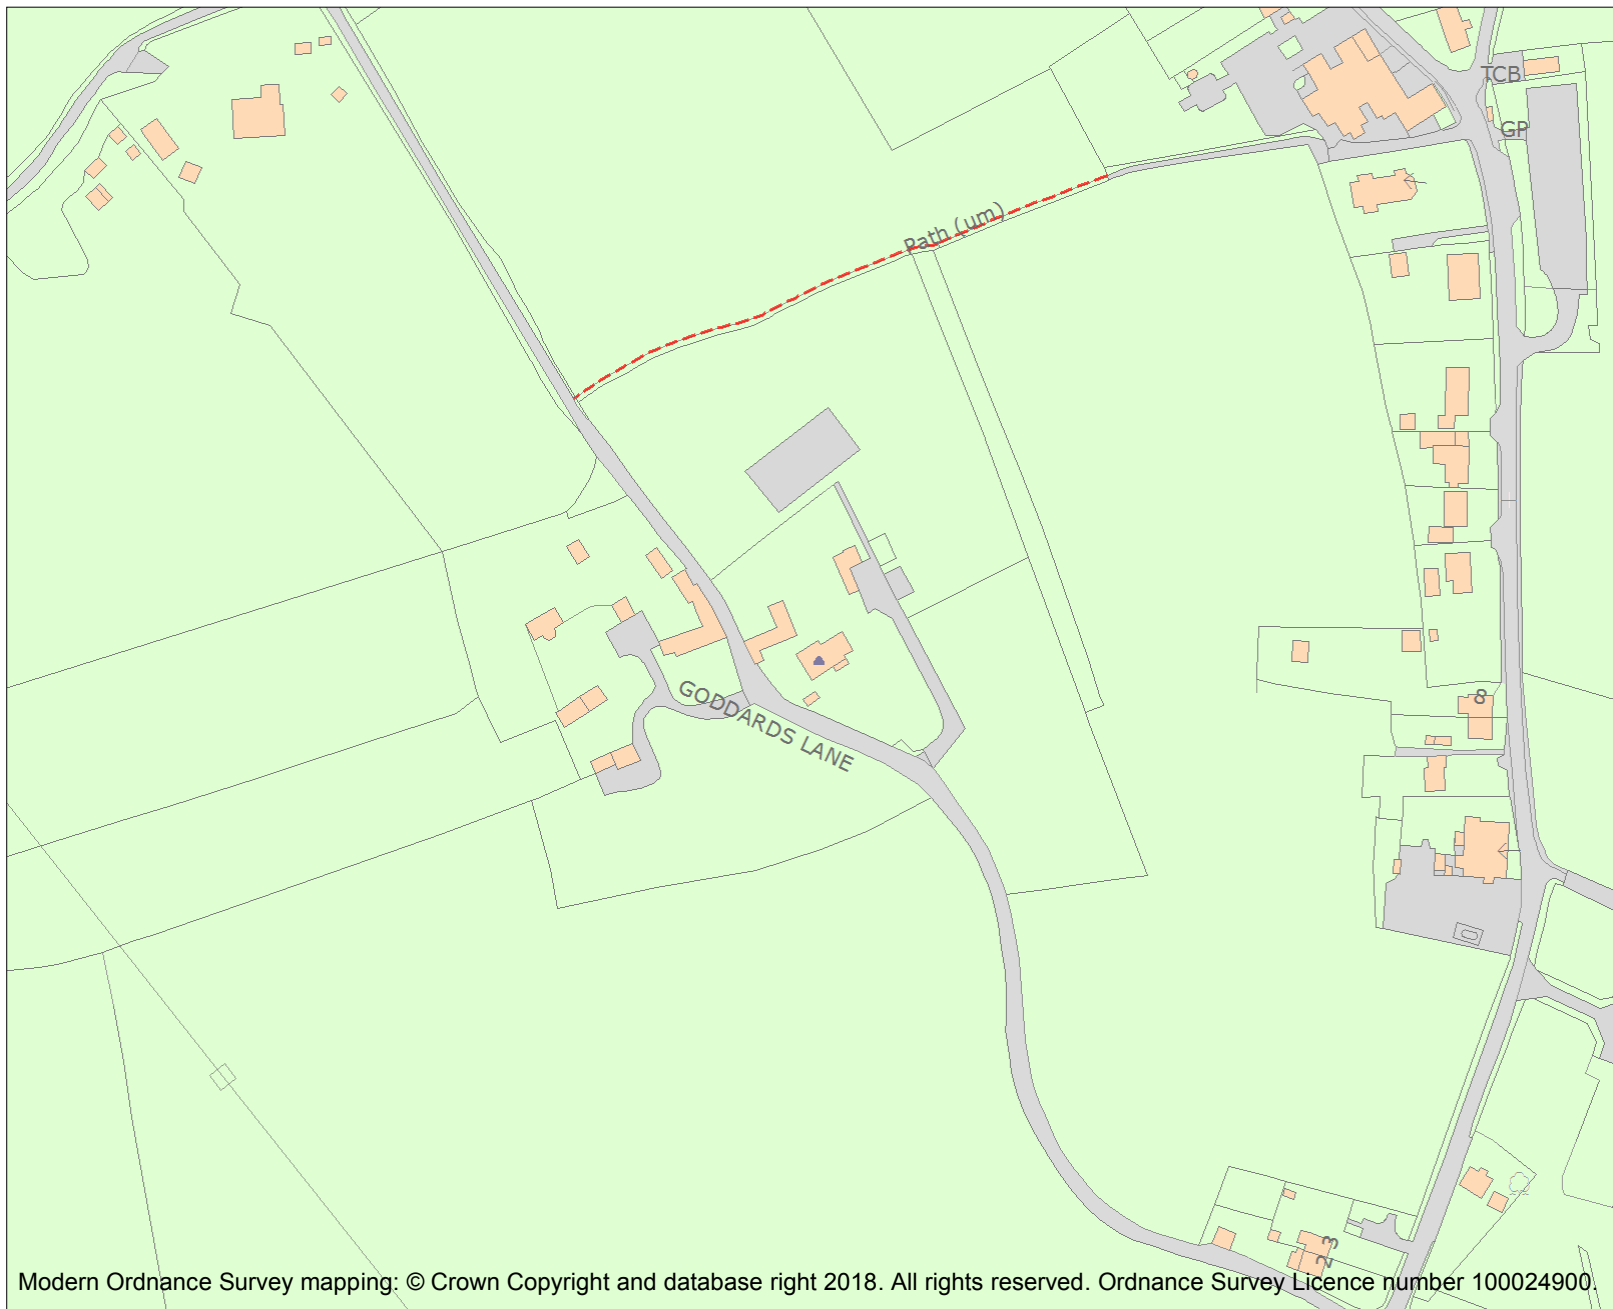 TCB
GP
Path (um)
8
GODDARDS LANE
23
Modern Ordnance Survey mapping: © Crown Copyright and database right 2018. All rights reserved. Ordnance Survey Licence number 100024900.